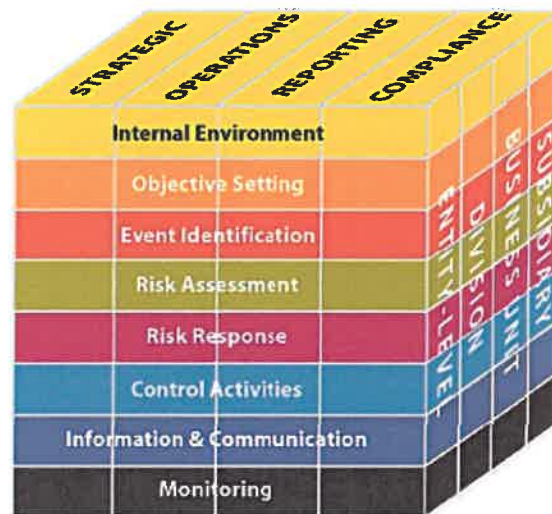 STRATEGIC
OPERATIONS
REPORTING
COMPLIANCE
Internal Environment
Objective Setting
Event Identification
Risk Assessment
Risk Response
Control Activities
Information & Communication
Monitoring
ENTITY-LEVEL
DIVISION
BUSINESS UNIT
SUBSIDIARY